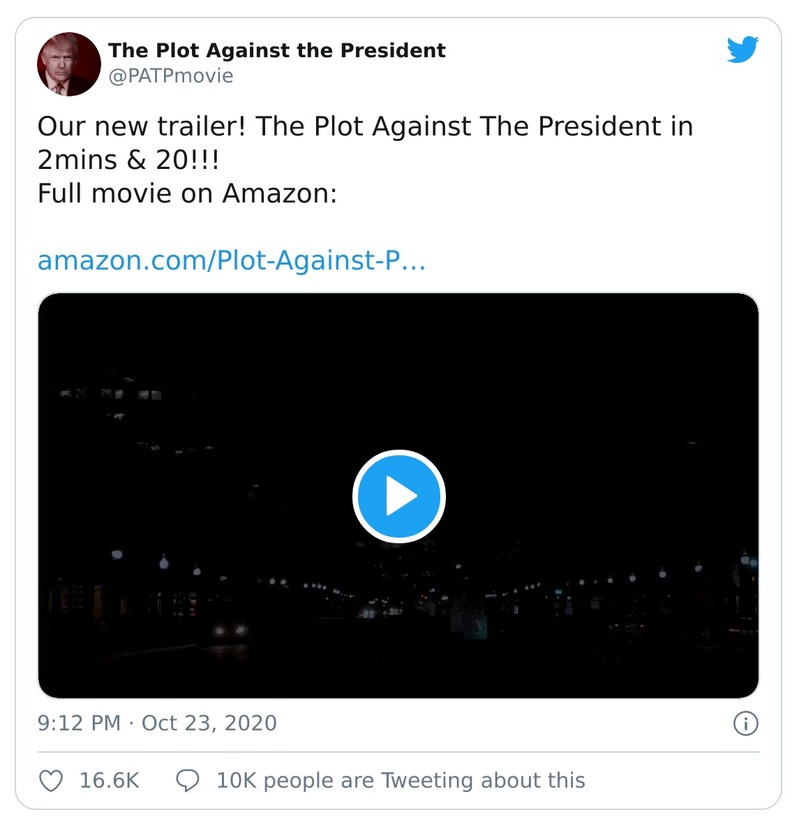 The Plot Against the President
@PATPmovie
Our new trailer! The Plot Against The President in
2mins & 20!!!
Full movie on Amazon:
amazon.com/Plot-Against-P…
9:12 PM · Oct 23, 2020
16.6K
10K people are Tweeting about this